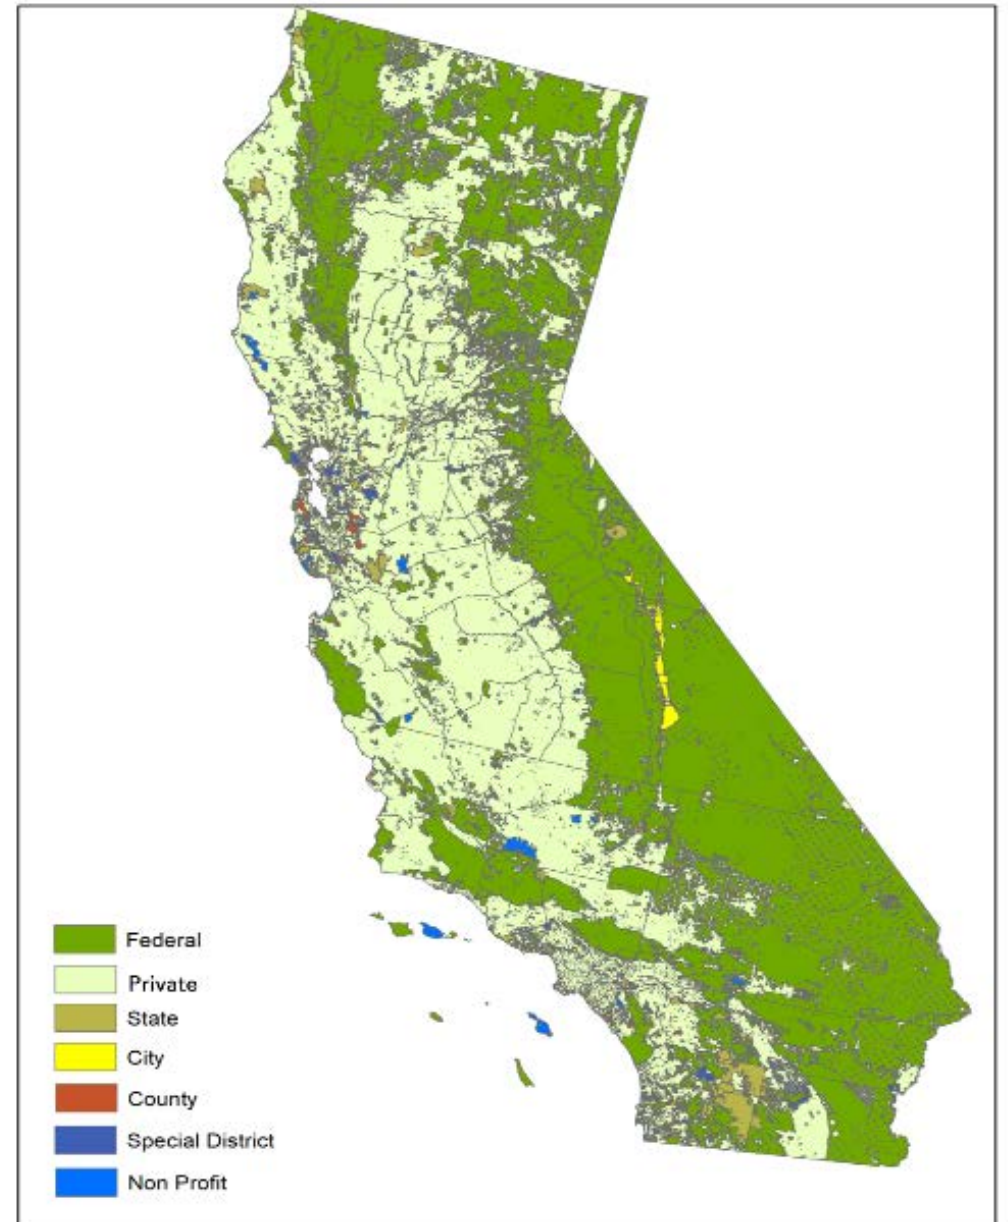 Federal
Private
State
City
County
Special District
Non Profit